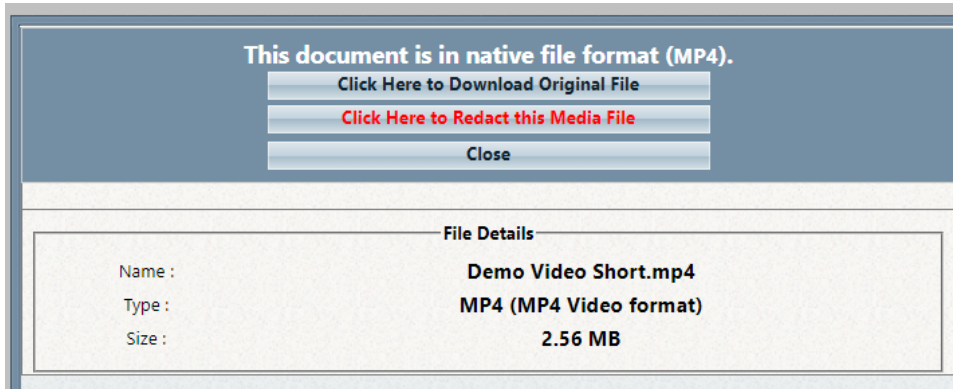 This document is in native file format (MP4).
Click Here to Download Original File
Click Here to Redact this Media File
Close
File Details
Name : Demo Video Short.mp4
Type : MP4 (MP4 Video format)
Size : 2.56 MB